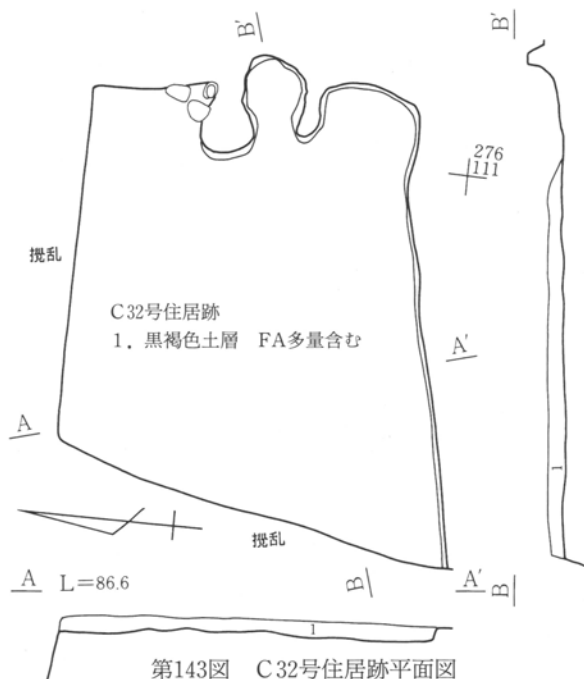 B'
B'
276
111
撹乱
C32号住居跡
1. 黒褐色土層 FA多量含む
A'
A
1
撹乱
A L=86.6
B
A'
B
1
第143図 C32号住居跡平面図